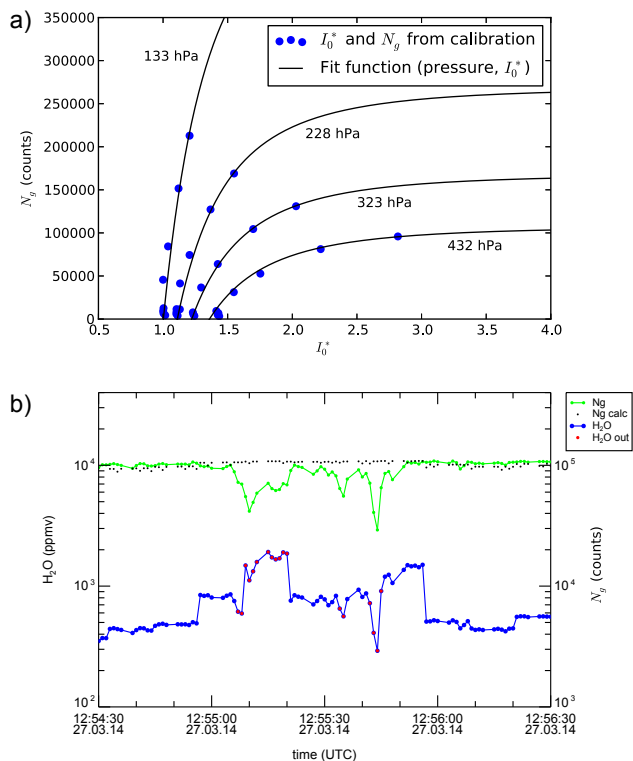 a)
350000
300000
250000
200000
150000
100000
50000
0
N_g (counts)
133 hPa
I_0^* and N_g from calibration
Fit function (pressure, I_0^*)
228 hPa
323 hPa
432 hPa
0.5 1.0 1.5 2.0 2.5 3.0 3.5 4.0
I_0^*
b)
Ng
Ng calc
H₂O
H₂O out
10^4
10^3
10^2
H₂O (ppmv)
10^5
10^4
10^3
N_g (counts)
12:54:30 12:55:00 12:55:30 12:56:00 12:56:30
27.03.14 27.03.14 27.03.14 27.03.14 27.03.14
time (UTC)